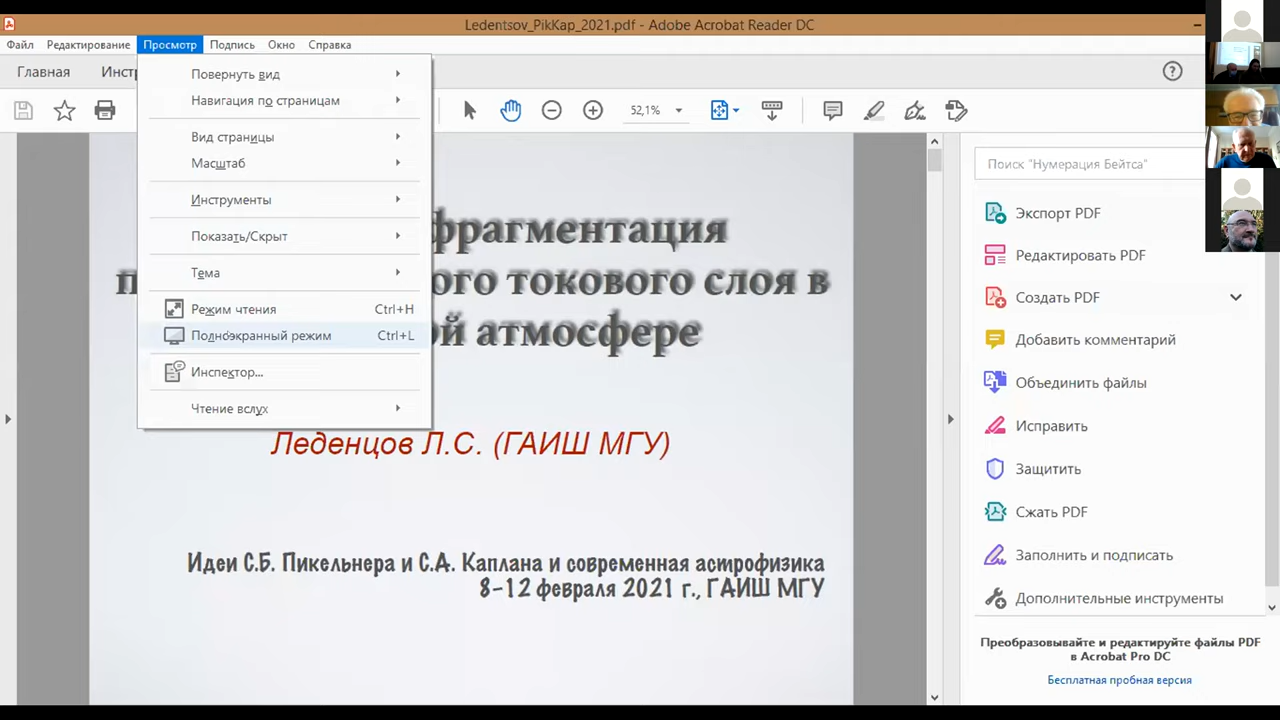 Ledentsov_PikKap_2021.pdf - Adobe Acrobat Reader DC
Файл Редактирование Просмотр Подпись Окно Справка
Главная Инстр
Повернуть вид
Навигация по страницам
Вид страницы
Масштаб
Инструменты
Показать/Скрыт
Тема
Режим чтения Ctrl+H
Полноэкранный режим Ctrl+L
Инспектор...
Чтение вслух
52,1%
фрагментация
п ого токового слоя в
й атмосфере
Леденцов Л.С. (ГАИШ МГУ)
Идеи С.Б. Пикельнера и С.А. Каплана и современная астрофизика
8-12 февраля 2021 г., ГАИШ МГУ
Поиск "Нумерация Бейтса"
Экспорт PDF
Редактировать PDF
Создать PDF
Добавить комментарий
Объединить файлы
Исправить
Защитить
Сжать PDF
Заполнить и подписать
Дополнительные инструменты
Преобразовывайте и редактируйте файлы PDF
в Acrobat Pro DC
Бесплатная пробная версия